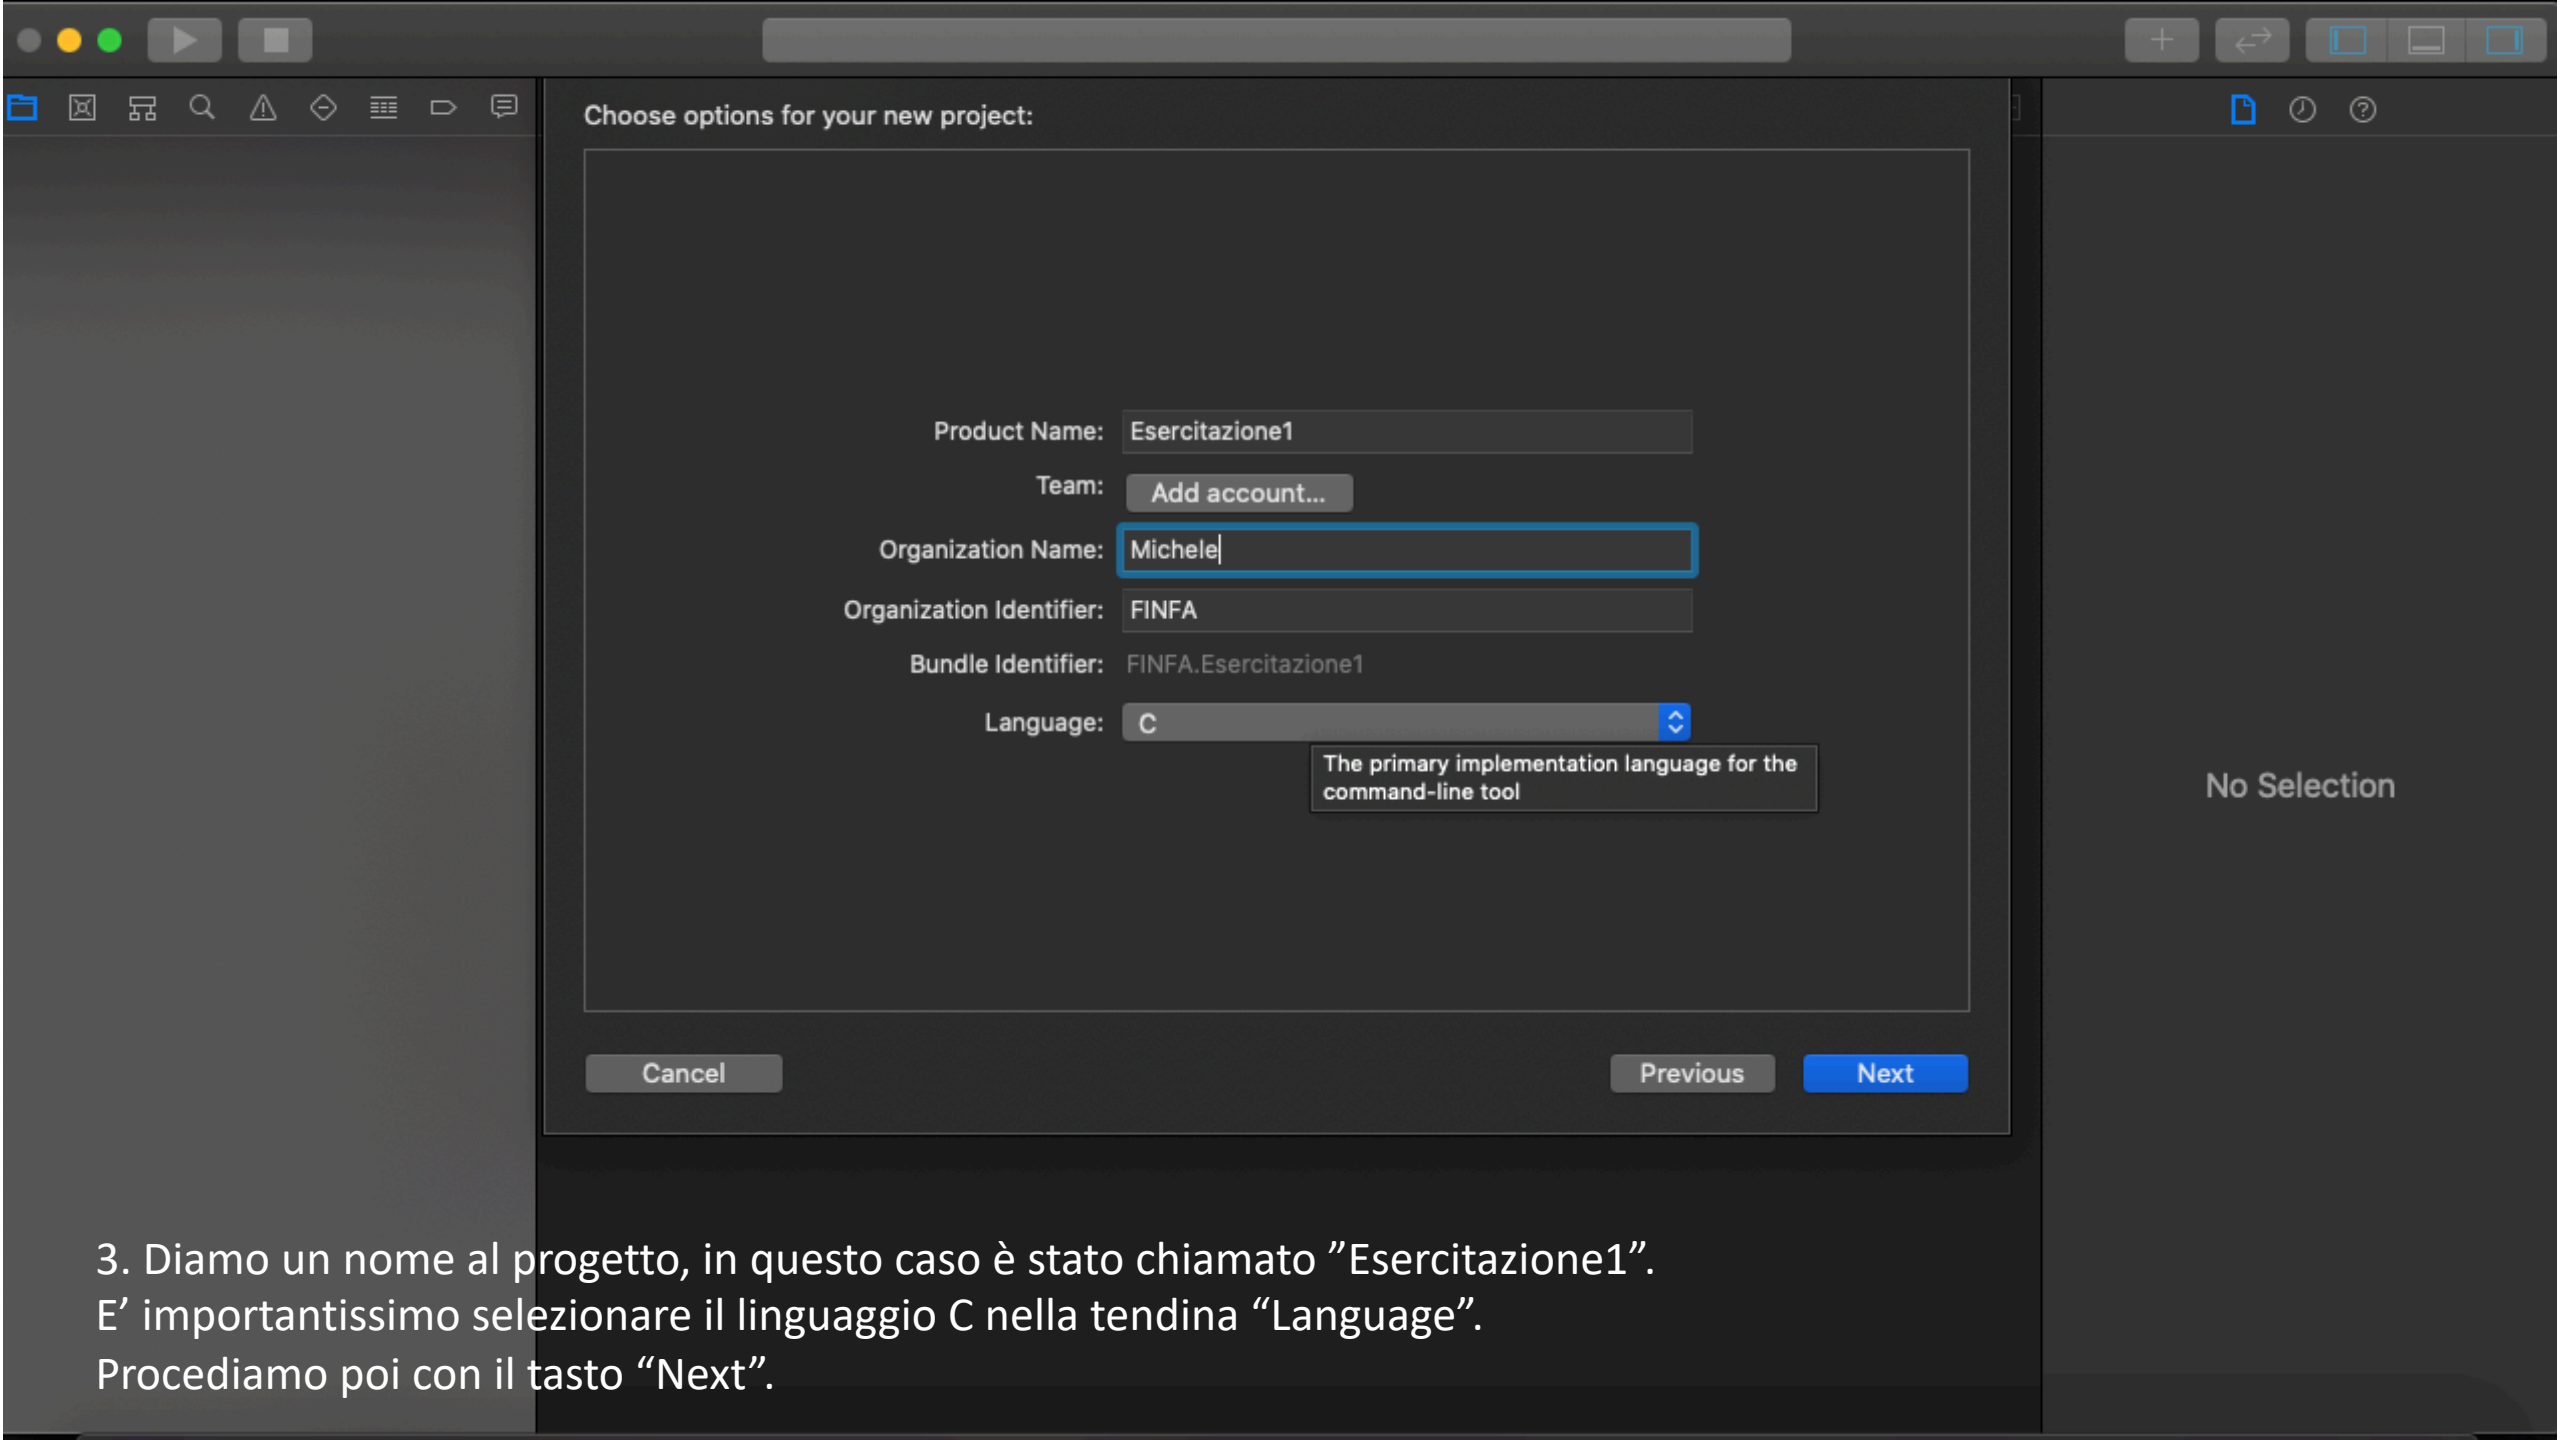 Choose options for your new project:
Product Name: Esercitazione1
Team: Add account...
Organization Name: Michele
Organization Identifier: FINFA
Bundle Identifier: FINFA.Esercitazione1
Language: C
The primary implementation language for the
command-line tool
No Selection
Cancel Previous Next
3. Diamo un nome al progetto, in questo caso è stato chiamato ”Esercitazione1”.
E’ importantissimo selezionare il linguaggio C nella tendina “Language”.
Procediamo poi con il tasto “Next”.